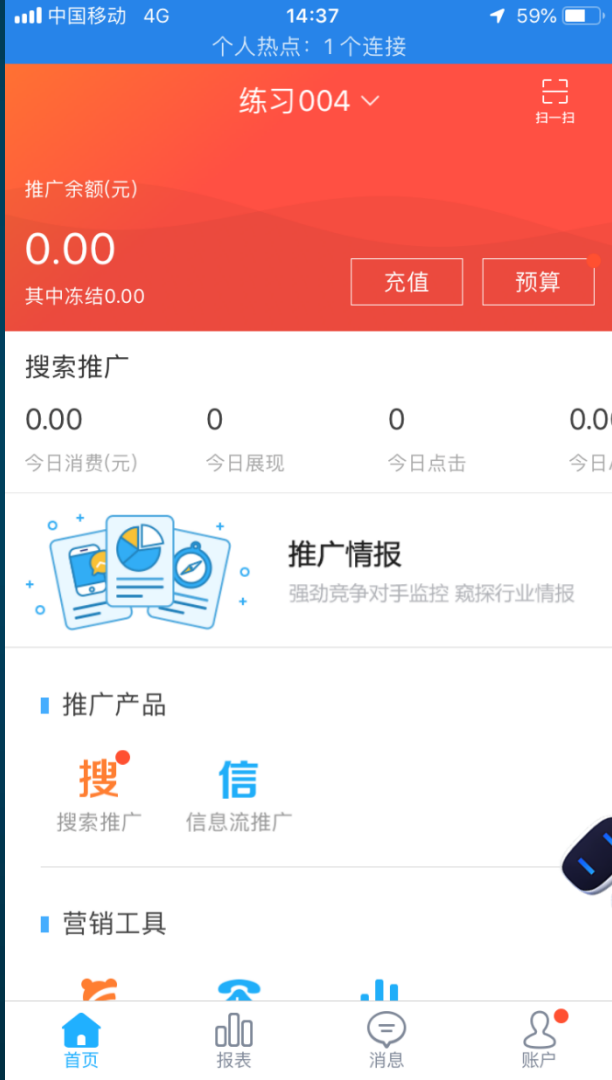 中国移动 4G 14:37 59%
个人热点：1 个连接
练习004
扫一扫
推广余额(元)
0.00
其中冻结0.00
充值 预算
搜索推广
0.00 0 0 0.0
今日消费(元) 今日展现 今日点击 今日
推广情报
强劲竞争对手监控 窥探行业情报
推广产品
搜 信
搜索推广 信息流推广
营销工具
首页 报表 消息 账户